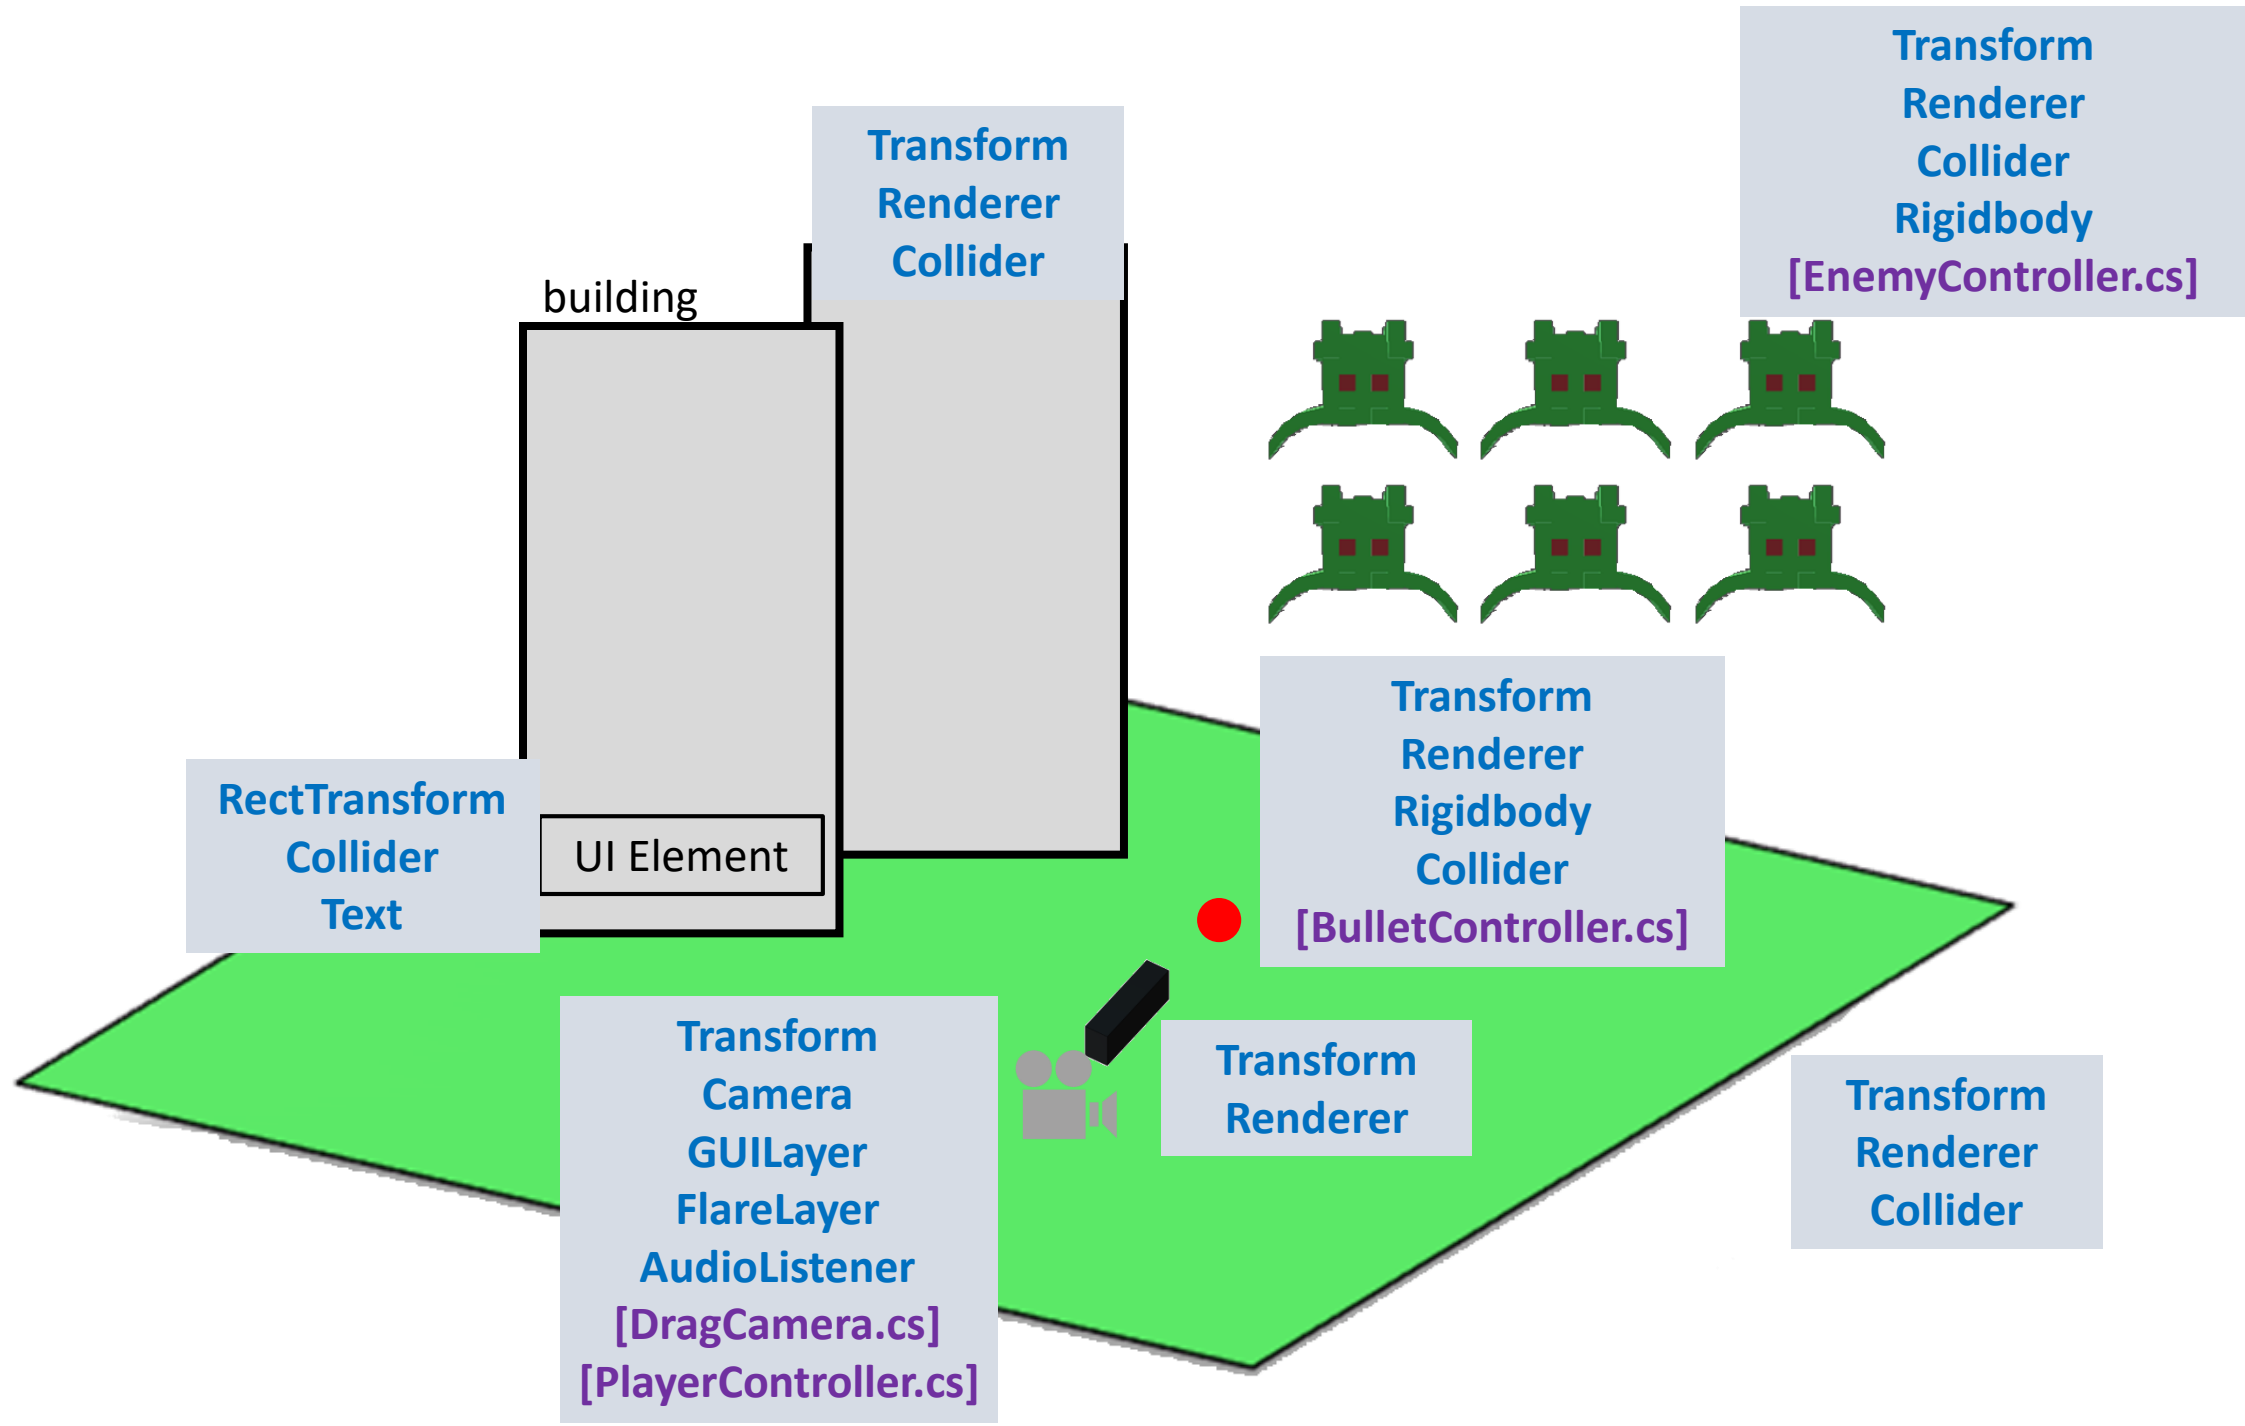 Transform
Renderer
Collider
Rigidbody
[EnemyController.cs]
Transform
Renderer
Collider
building
Transform
Renderer
Rigidbody
Collider
[BulletController.cs]
RectTransform
Collider
Text
UI Element
Transform
Camera
GUILayer
FlareLayer
AudioListener
[DragCamera.cs]
[PlayerController.cs]
Transform
Renderer
Transform
Renderer
Collider